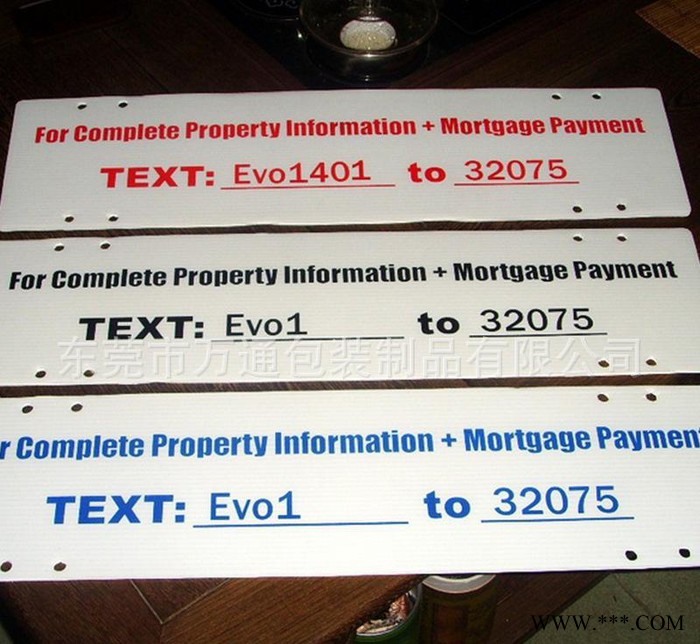 For Complete Property Information + Mortgage Payment
TEXT: Evo1401 to 32075
For Complete Property Information + Mortgage Payment
TEXT: Evo1 to 32075
东莞市万通包装制品有限公司
r Complete Property Information + Mortgage Paymen
TEXT: Evo1 to 32075
WWW.***.COM